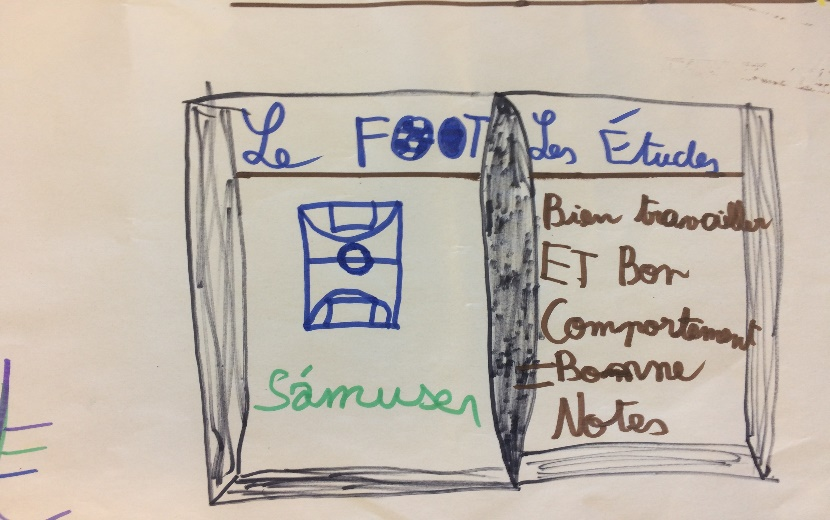 Le FOOT
Sámuser
Les Études
Bien travailler
ET Bon
Comportement
=Bonne
Notes